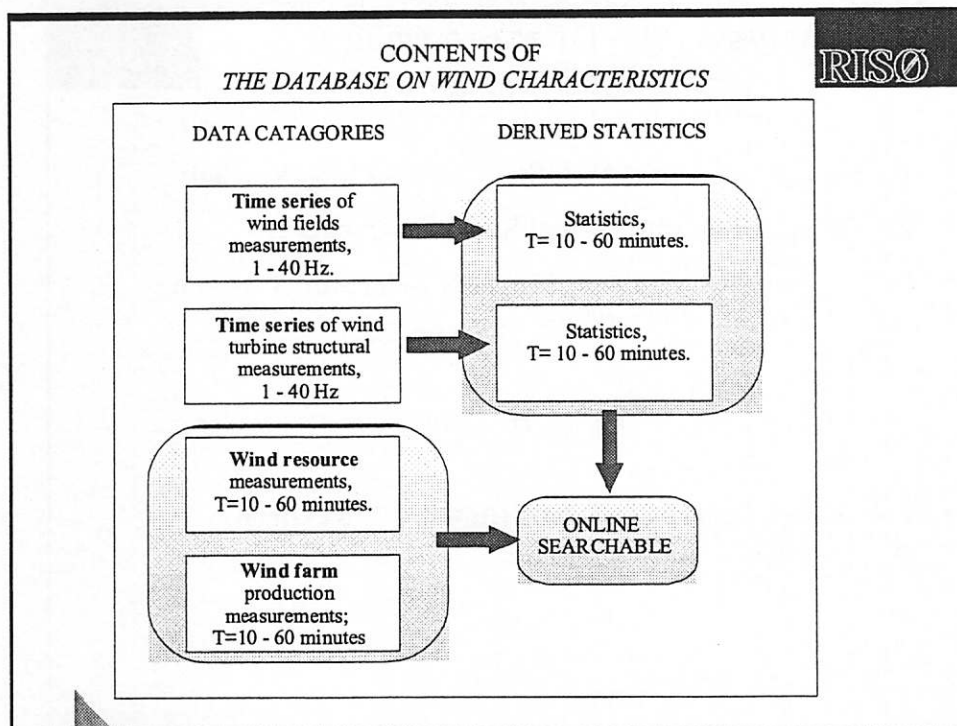 CONTENTS OF
THE DATABASE ON WIND CHARACTERISTICS
RISØ
DATA CATAGORIES
DERIVED STATISTICS
Time series of
wind fields
measurements,
1 - 40 Hz.
Statistics,
T= 10 - 60 minutes.
Time series of wind
turbine structural
measurements,
1 - 40 Hz
Statistics,
T= 10 - 60 minutes.
Wind resource
measurements,
T=10 - 60 minutes.
ONLINE
SEARCHABLE
Wind farm
production
measurements;
T=10 - 60 minutes